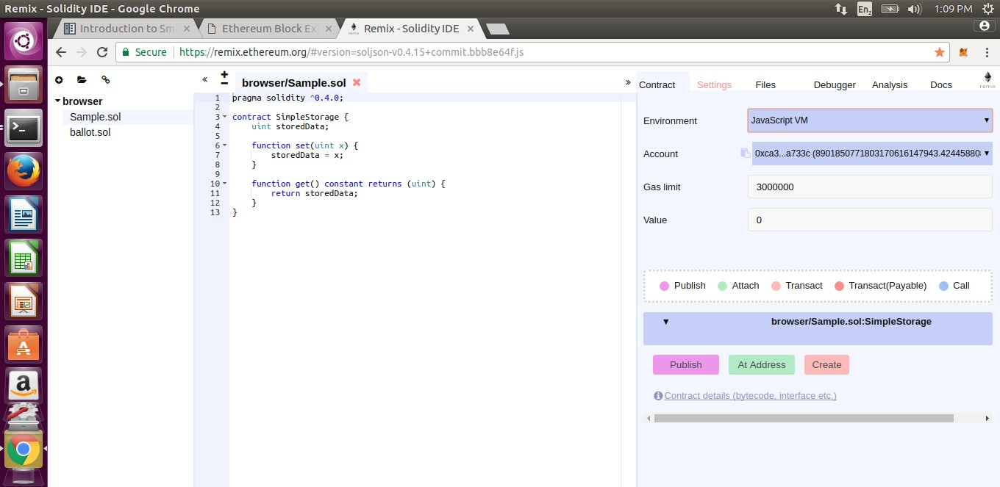 Remix - Solidity IDE - Google Chrome
En2
1:09 PM
Introduction to Sm
Ethereum Block Ex
Remix - Solidity IDE
Secure
https://remix.ethereum.org/#version=soljson-v0.4.15+commit.bbb8e64f.js
browser
Sample.sol
ballot.sol
«
+
−
browser/Sample.sol
»
1 pragma solidity ^0.4.0;
2
3 contract SimpleStorage {
4 uint storedData;
5
6 function set(uint x) {
7 storedData = x;
8 }
9
10 function get() constant returns (uint) {
11 return storedData;
12 }
13 }
Contract Settings Files Debugger Analysis Docs
remix
Environment JavaScript VM
Account 0xca3...a733c (8901850771803170616147943.42445880
Gas limit 3000000
Value 0
Publish Attach Transact Transact(Payable) Call
browser/Sample.sol:SimpleStorage
Publish At Address Create
Contract details (bytecode, interface etc.)